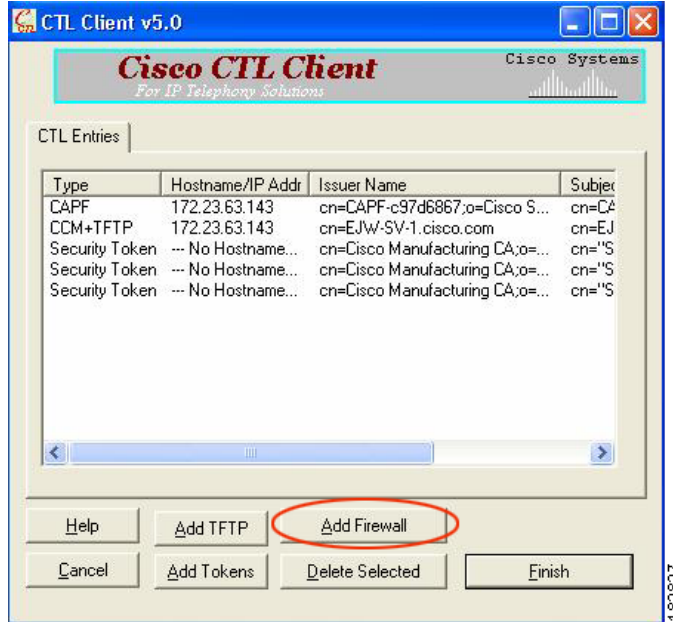 CTL Client v5.0
Cisco CTL Client
For IP Telephony Solutions
Cisco Systems
CTL Entries
Type Hostname/IP Addr Issuer Name Subjec
CAPF 172.23.63.143 cn=CAPF-c97d6867;o=Cisco S... cn=CA
CCM+TFTP 172.23.63.143 cn=EJW-SV-1.cisco.com cn=EJ
Security Token --- No Hostname... cn=Cisco Manufacturing CA;o=... cn="S
Security Token --- No Hostname... cn=Cisco Manufacturing CA;o=... cn="S
Security Token --- No Hostname... cn=Cisco Manufacturing CA;o=... cn="S
Help Add TFTP Add Firewall
Cancel Add Tokens Delete Selected Finish